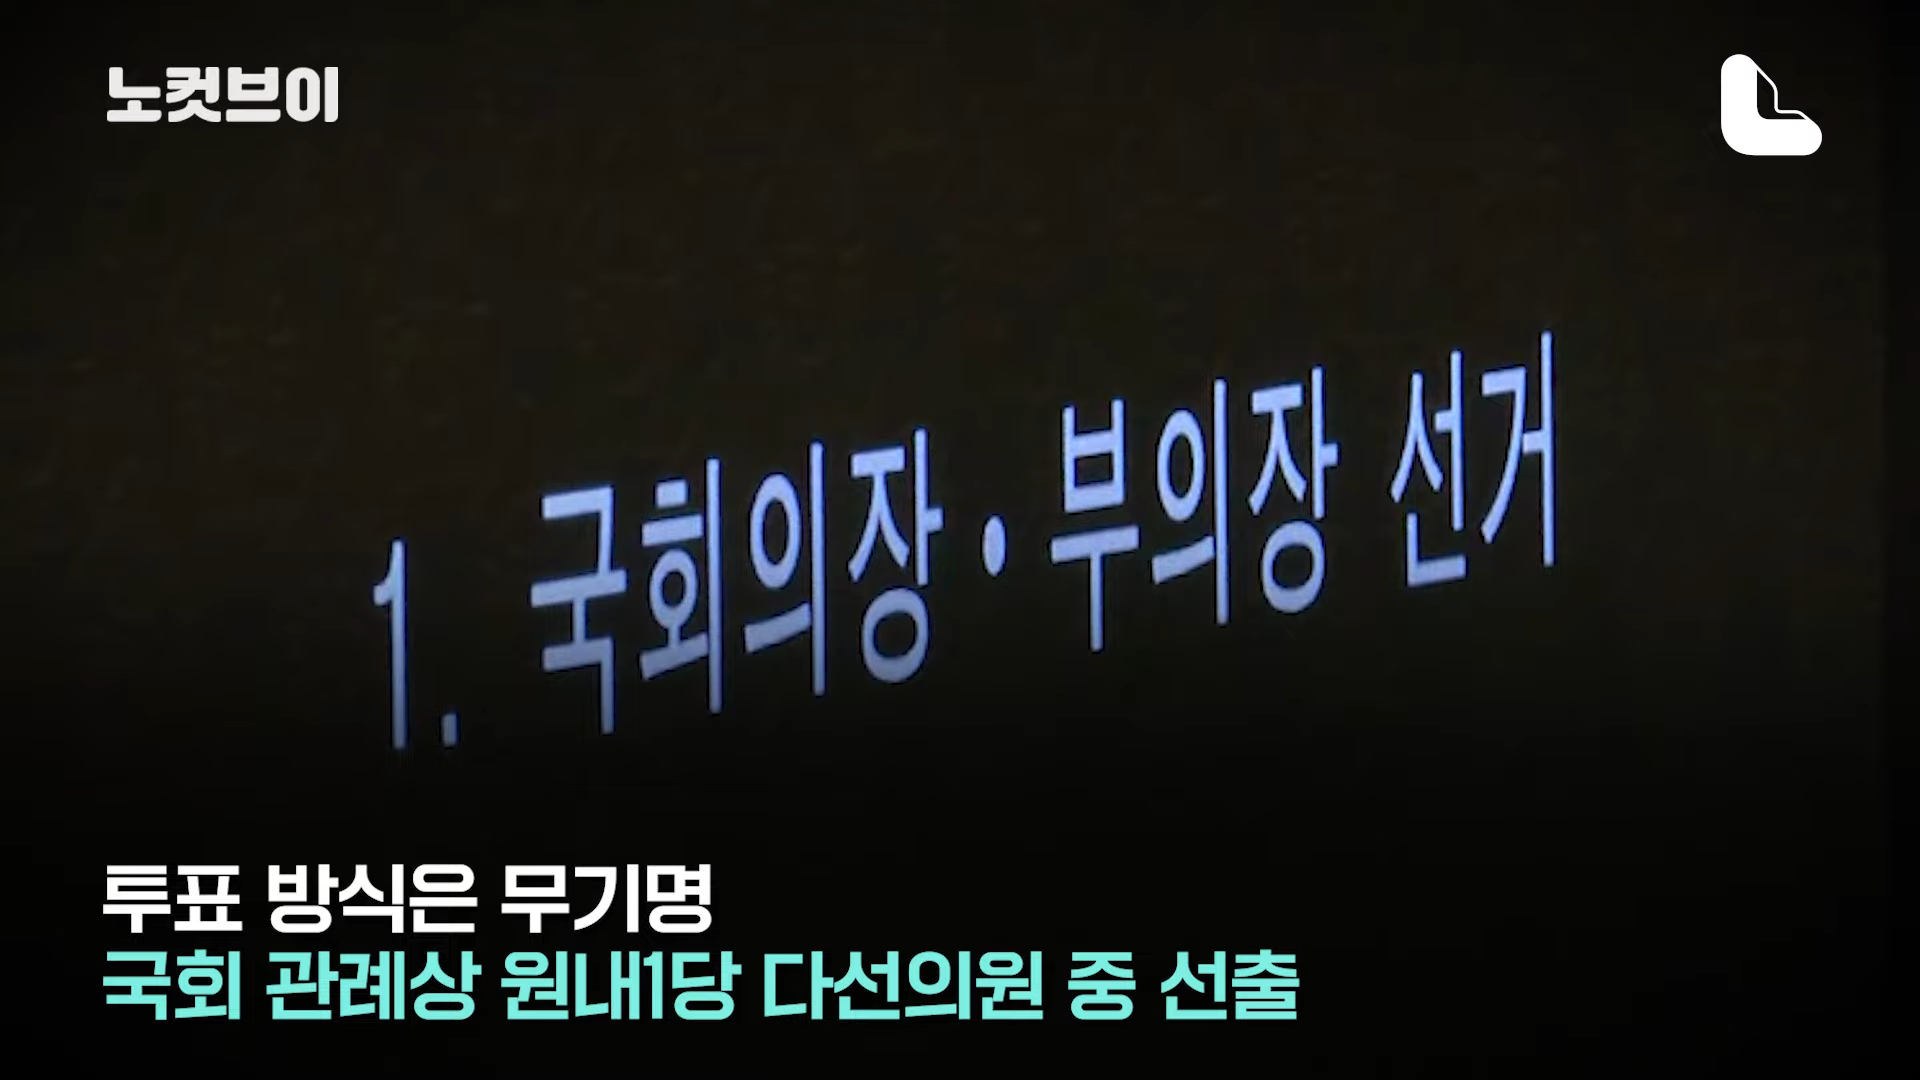 노컷브이
1. 국회의장·부의장 선거
투표 방식은 무기명
국회 관례상 원내1당 다선의원 중 선출